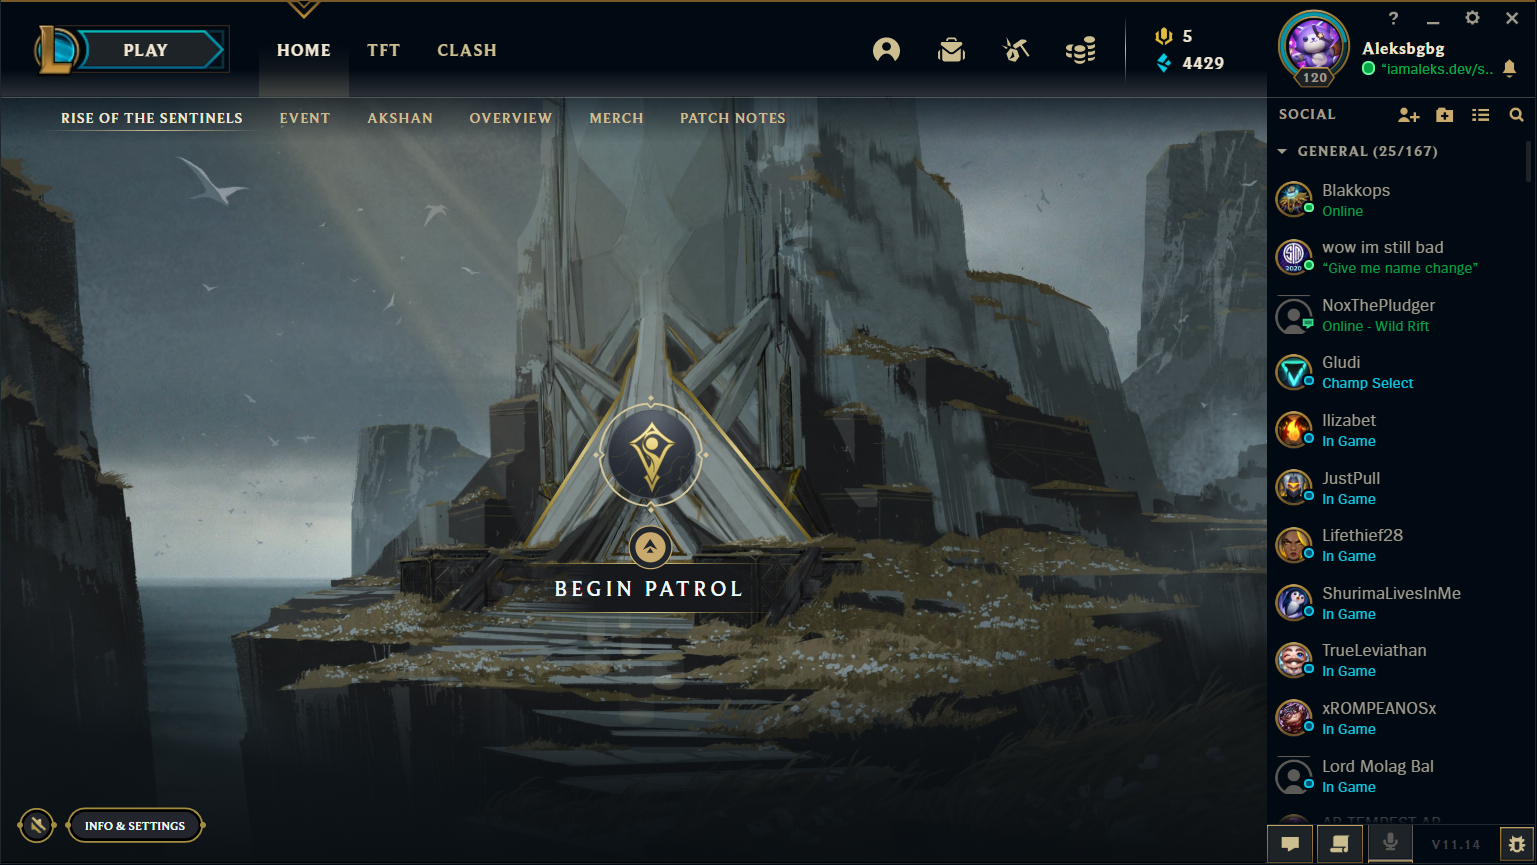 PLAY
HOME
TFT
CLASH
5
4429
?
Aleksbgbg
120
"iamaleks.dev/s..
RISE OF THE SENTINELS
EVENT
AKSHAN
OVERVIEW
MERCH
PATCH NOTES
BEGIN PATROL
INFO & SETTINGS
SOCIAL
GENERAL (25/167)
Blakkops
Online
wow im still bad
“Give me name change”
2020
NoxThePludger
Online - Wild Rift
Gludi
Champ Select
Ilizabet
In Game
JustPull
In Game
Lifethief28
In Game
ShurimaLivesInMe
In Game
TrueLeviathan
In Game
xROMPEANOSx
In Game
Lord Molag Bal
In Game
V11.14